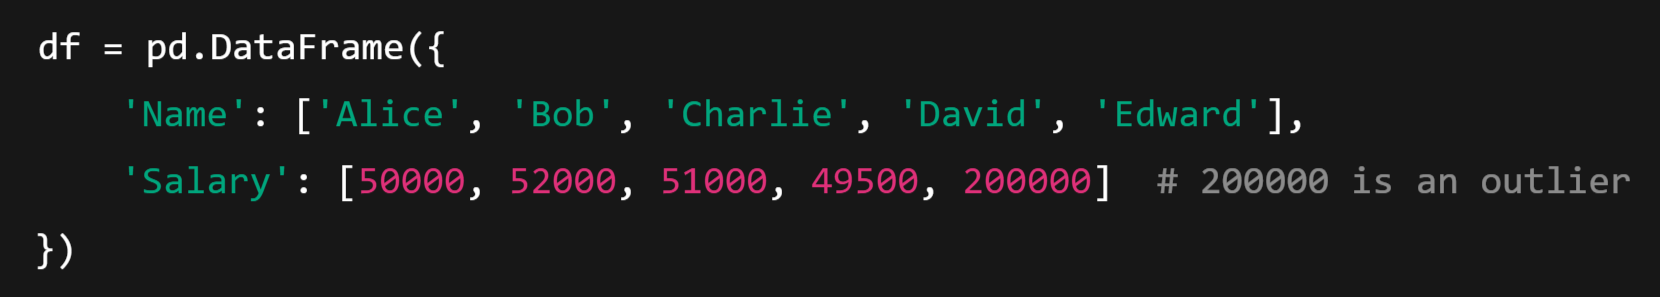 df = pd.DataFrame({
    'Name': ['Alice', 'Bob', 'Charlie', 'David', 'Edward'],
    'Salary': [50000, 52000, 51000, 49500, 200000]  # 200000 is an outlier
})